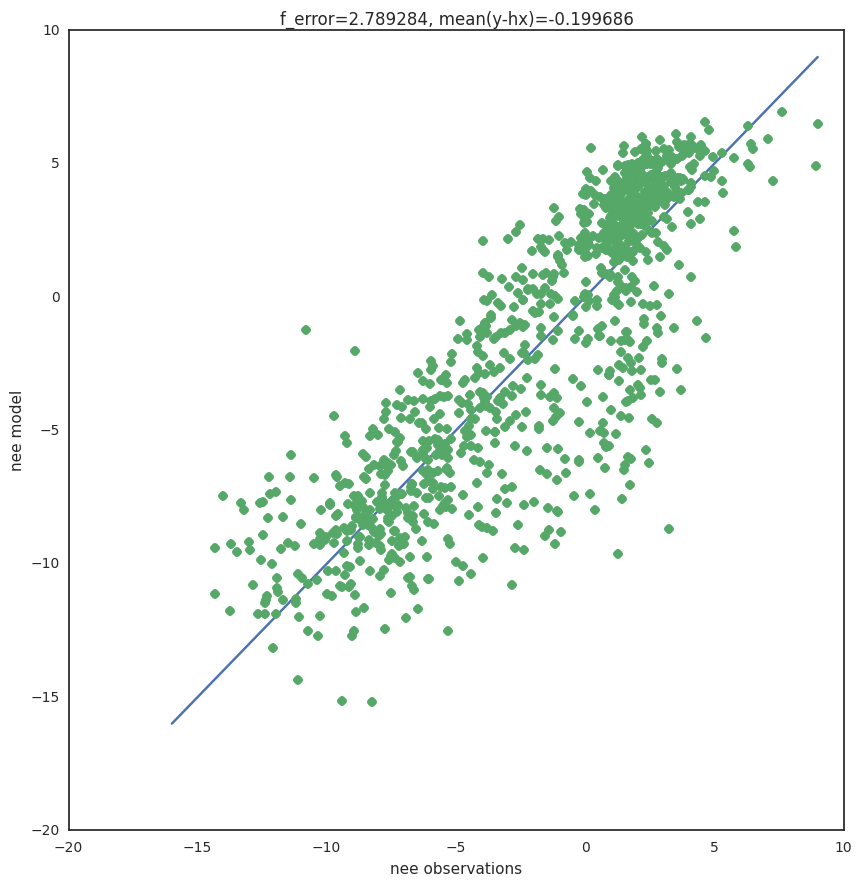 f_error=2.789284, mean(y-hx)=-0.199686
10
5
0
−5
−10
−15
−20
nee model
−20 −15 −10 −5 0 5 10
nee observations